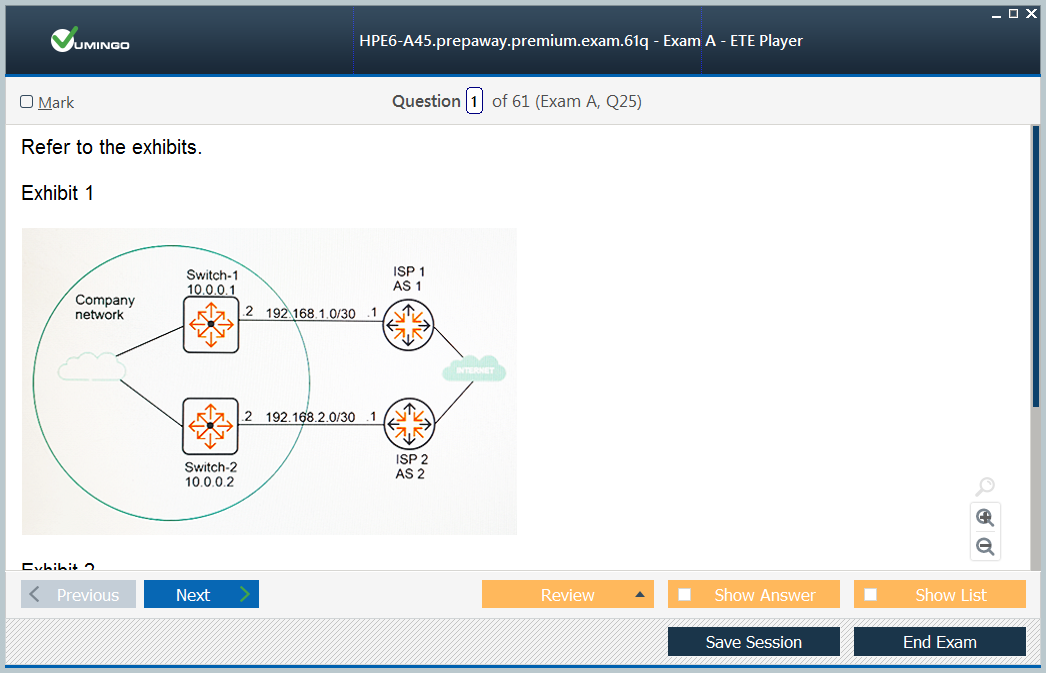 VUMINGO
HPE6-A45.prepaway.premium.exam.61q - Exam A - ETE Player
Mark
Question 1 of 61 (Exam A, Q25)
Refer to the exhibits.
Exhibit 1
Switch-1
10.0.0.1
ISP 1
AS 1
Company
network
.2 192.168.1.0/30 .1
INTERNET
.2 192.168.2.0/30 .1
Switch-2
10.0.0.2
ISP 2
AS 2
Exhibit 2
Previous
Next
Review
Show Answer
Show List
Save Session
End Exam